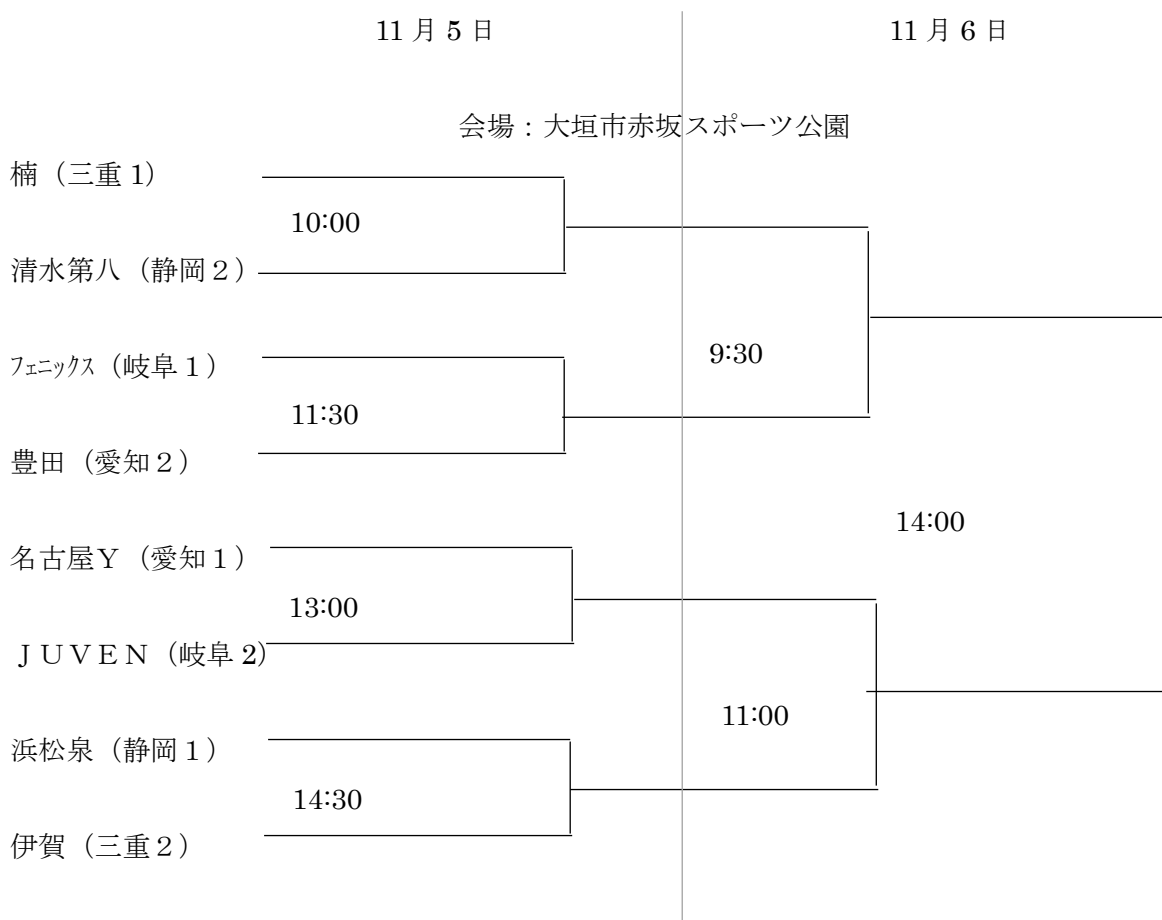 11月5日 11月6日
会場：大垣市赤坂スポーツ公園
楠（三重1）
10:00
清水第八（静岡２）
9:30
ﾌｪﾆｯｸｽ（岐阜１）
11:30
豊田（愛知２）
14:00
名古屋Ｙ（愛知１）
13:00
ＪＵＶＥＮ（岐阜2）
11:00
浜松泉（静岡１）
14:30
伊賀（三重２）